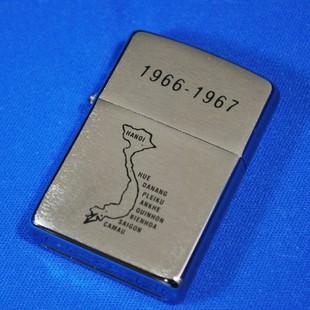 1966-1967
HANOI
HUE
DANANG
PLEIKU
ANKHE
QUINHON
BIENHOA
SAIGON
CAMAU